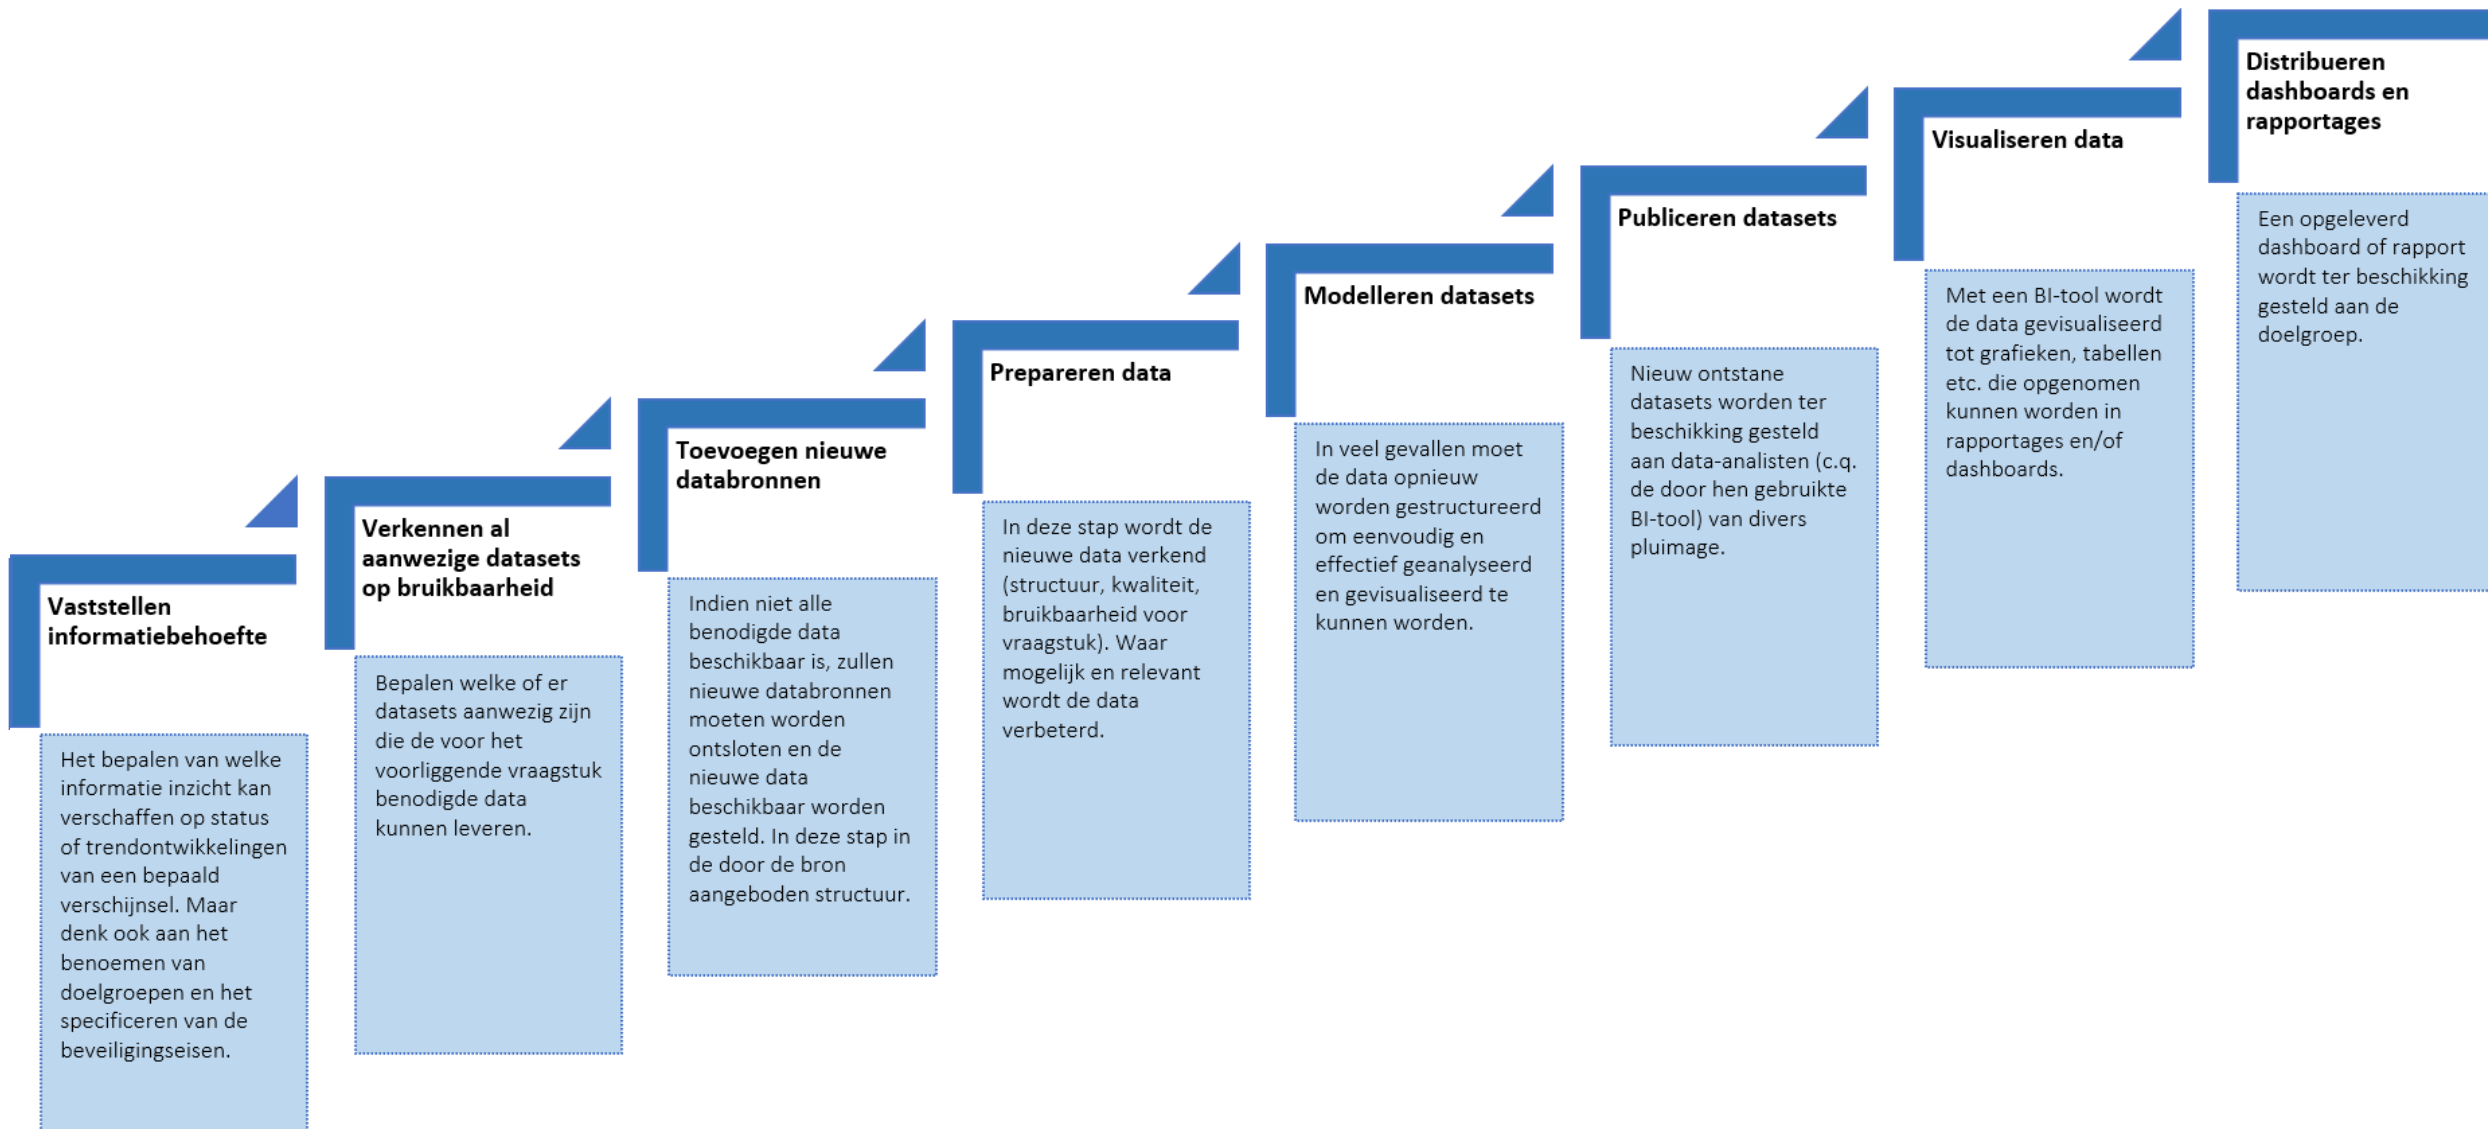 Vaststellen
informatiebehoefte
Het bepalen van welke
informatie inzicht kan
verschaffen op status
of trendontwikkelingen
van een bepaald
verschijnsel. Maar
denk ook aan het
benoemen van
doelgroepen en het
specificeren van de
beveiligingseisen.
Verkennen al
aanwezige datasets
op bruikbaarheid
Bepalen welke of er
datasets aanwezig zijn
die de voor het
voorliggende vraagstuk
benodigde data
kunnen leveren.
Toevoegen nieuwe
databronnen
Indien niet alle
benodigde data
beschikbaar is, zullen
nieuwe databronnen
moeten worden
ontsloten en de
nieuwe data
beschikbaar worden
gesteld. In deze stap in
de door de bron
aangeboden structuur.
Prepareren data
In deze stap wordt de
nieuwe data verkend
(structuur, kwaliteit,
bruikbaarheid voor
vraagstuk). Waar
mogelijk en relevant
wordt de data
verbeterd.
Modelleren datasets
In veel gevallen moet
de data opnieuw
worden gestructureerd
om eenvoudig en
effectief geanalyseerd
en gevisualiseerd te
kunnen worden.
Publiceren datasets
Nieuw ontstane
datasets worden ter
beschikking gesteld
aan data-analisten (c.q.
de door hen gebruikte
BI-tool) van divers
pluimage.
Visualiseren data
Met een BI-tool wordt
de data gevisualiseerd
tot grafieken, tabellen
etc. die opgenomen
kunnen worden in
rapportages en/of
dashboards.
Distribueren
dashboards en
rapportages
Een opgeleverd
dashboard of rapport
wordt ter beschikking
gesteld aan de
doelgroep.